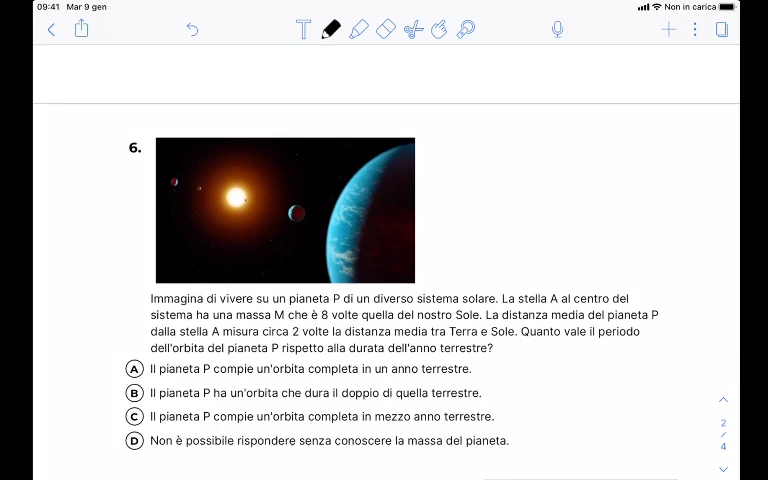 09:41 Mar 9 gen
Non in carica
T
6.
Immagina di vivere su un pianeta P di un diverso sistema solare. La stella A al centro del
sistema ha una massa M che è 8 volte quella del nostro Sole. La distanza media del pianeta P
dalla stella A misura circa 2 volte la distanza media tra Terra e Sole. Quanto vale il periodo
dell'orbita del pianeta P rispetto alla durata dell'anno terrestre?
A Il pianeta P compie un'orbita completa in un anno terrestre.
B Il pianeta P ha un'orbita che dura il doppio di quella terrestre.
C Il pianeta P compie un'orbita completa in mezzo anno terrestre.
D Non è possibile rispondere senza conoscere la massa del pianeta.
2
/
4